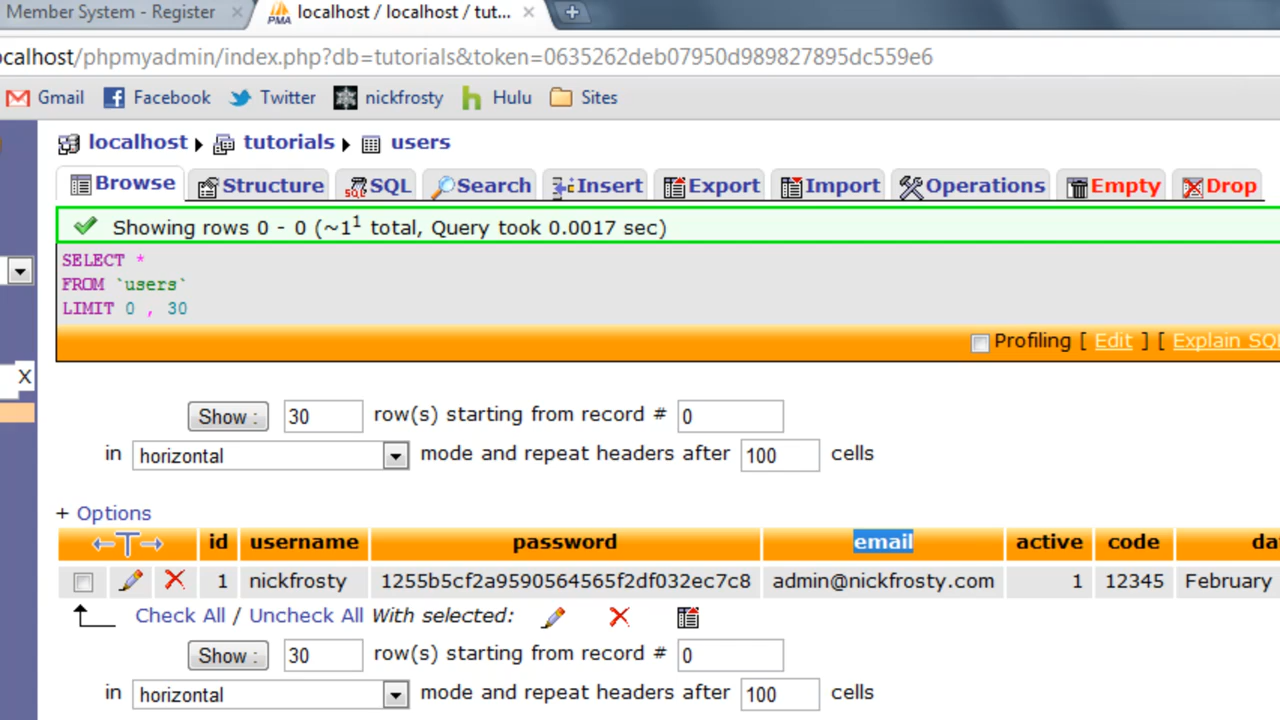 Member System - Register × localhost / localhost / tut... ×
ocalhost/phpmyadmin/index.php?db=tutorials&token=0635262deb07950d989827895dc559e6
Gmail Facebook Twitter nickfrosty Hulu Sites
localhost ▸ tutorials ▸ users
Browse Structure SQL Search Insert Export Import Operations Empty Drop
Showing rows 0 - 0 (~1¹ total, Query took 0.0017 sec)
SELECT *
FROM `users`
LIMIT 0 , 30
Profiling [ Edit ] [ Explain SQ
X
Show : 30 row(s) starting from record # 0
in horizontal mode and repeat headers after 100 cells
+ Options
←T→ id username password email active code da
1 nickfrosty 1255b5cf2a9590564565f2df032ec7c8 admin@nickfrosty.com 1 12345 February
Check All / Uncheck All With selected:
Show : 30 row(s) starting from record # 0
in horizontal mode and repeat headers after 100 cells